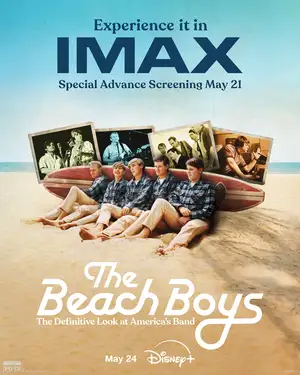 Experience it in
IMAX
Special Advance Screening May 21
The
Beach Boys
The Definitive Look at America's Band
May 24 Disney+